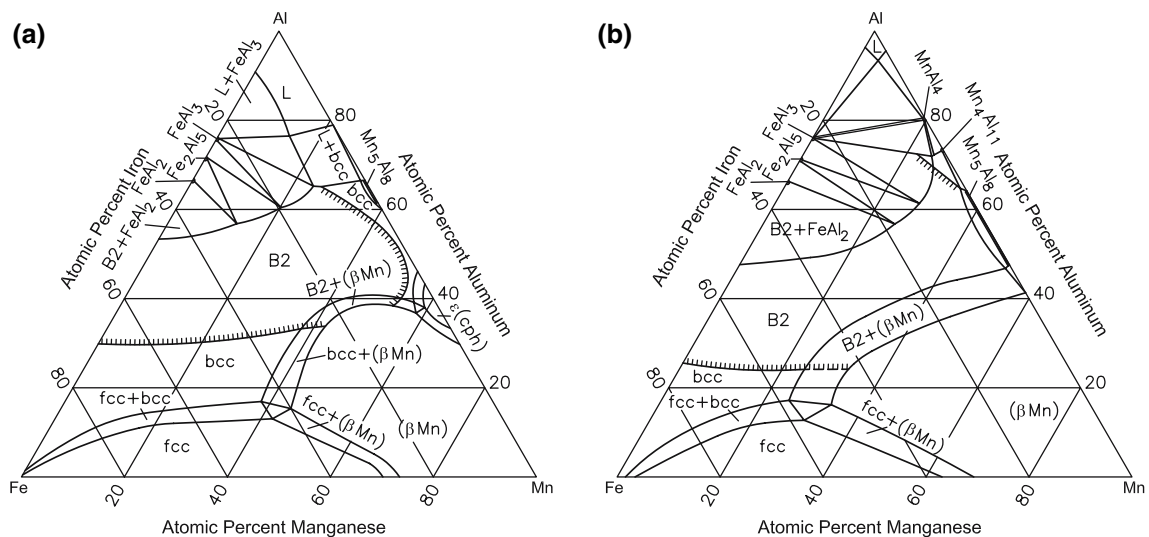 (a)
Al
L+FeAl3
L
20
80
FeAl3
Fe2Al5
FeAl2
L+bcc
bcc
Mn5Al8
Atomic Percent Iron
Atomic Percent Aluminum
40
60
B2+FeAl2
B2
B2+(βMn)
60
40
ε(cph)
bcc
bcc+(βMn)
80
20
fcc+bcc
fcc+(βMn)
(βMn)
fcc
Fe
Mn
20
40
60
80
Atomic Percent Manganese
(b)
Al
L
MnAl4
20
80
Mn4Al11
FeAl3
Fe2Al5
FeAl2
Mn5Al8
Atomic Percent Iron
Atomic Percent Aluminum
40
60
B2+FeAl2
60
40
B2
B2+(βMn)
80
20
bcc
fcc+bcc
fcc+(βMn)
(βMn)
fcc
Fe
Mn
20
40
60
80
Atomic Percent Manganese